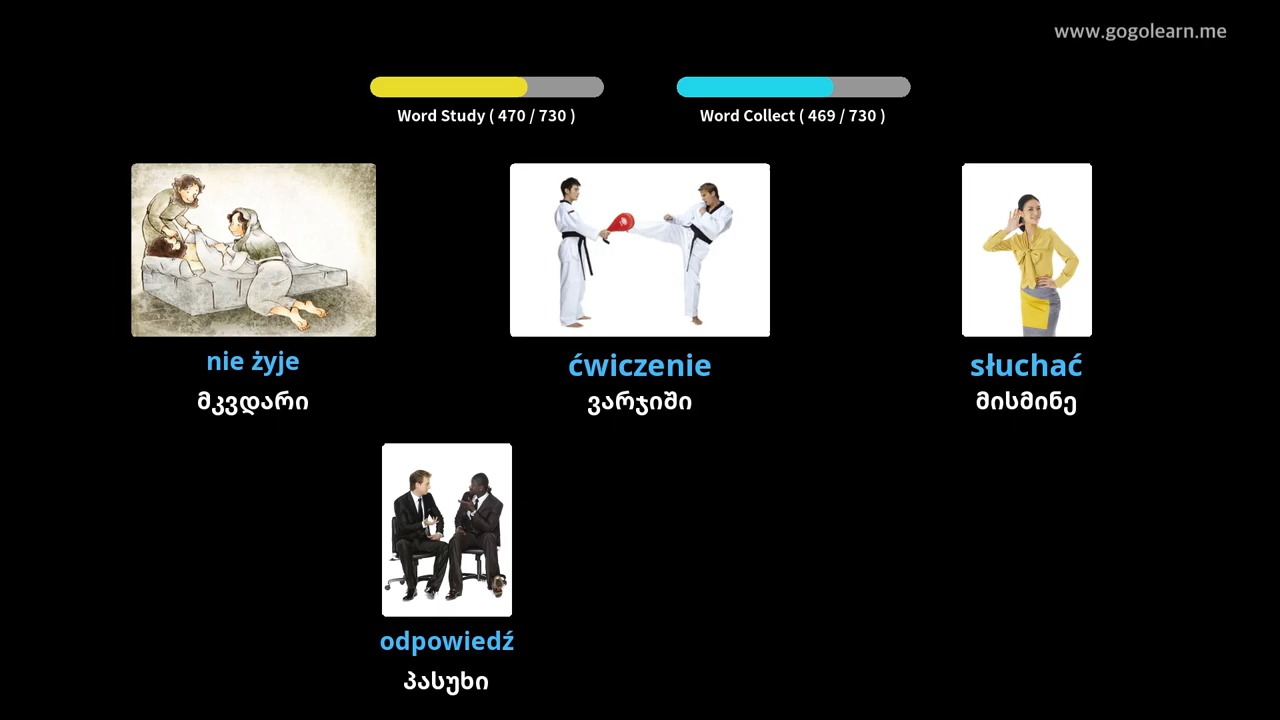 www.gogolearn.me
Word Study ( 470 / 730 )
Word Collect ( 469 / 730 )
nie żyje
მკვდარი
ćwiczenie
ვარჯიში
słuchać
მისმინე
odpowiedź
პასუხი